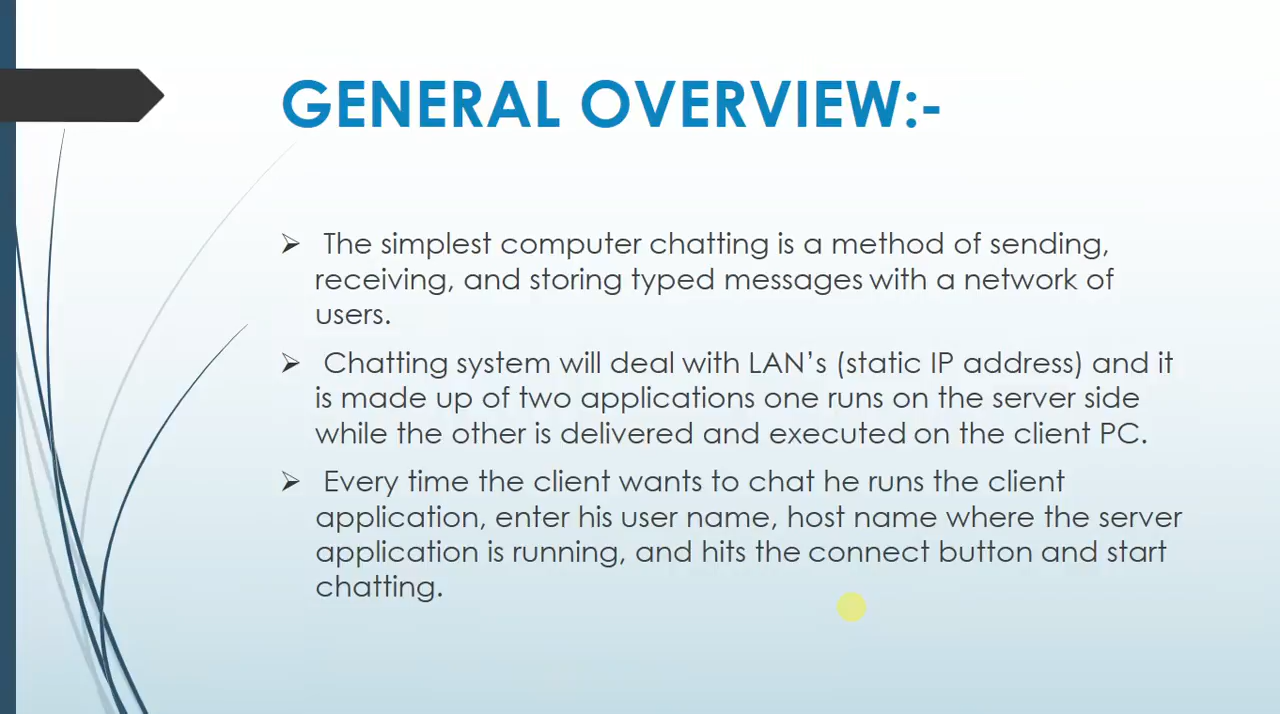 GENERAL OVERVIEW:-
➢ The simplest computer chatting is a method of sending,
receiving, and storing typed messages with a network of
users.
➢ Chatting system will deal with LAN’s (static IP address) and it
is made up of two applications one runs on the server side
while the other is delivered and executed on the client PC.
➢ Every time the client wants to chat he runs the client
application, enter his user name, host name where the server
application is running, and hits the connect button and start
chatting.